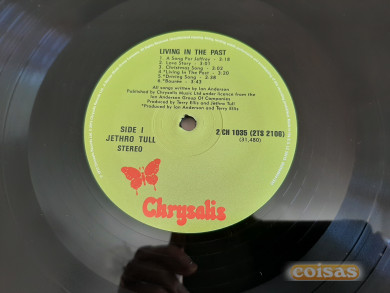 LIVING IN THE PAST
1. A Song For Jeffrey - 3:18
2. Love Story - 3:01
3. Christmas Song - 3:02
4. *Living In The Past - 3:20
5. *Driving Song - 2:38
6. *Bourée - 3:43
All songs written by Ian Anderson
Published by Chrysalis Music Ltd under licence from the
Ian Anderson Group Of Companies
Produced by Terry Ellis and Jethro Tull
*Produced by Ian Anderson and Terry Ellis
SIDE 1
JETHRO TULL
STEREO
2 CH 1035 (2TS 2106)
(31,480)
Chrysalis
coisas